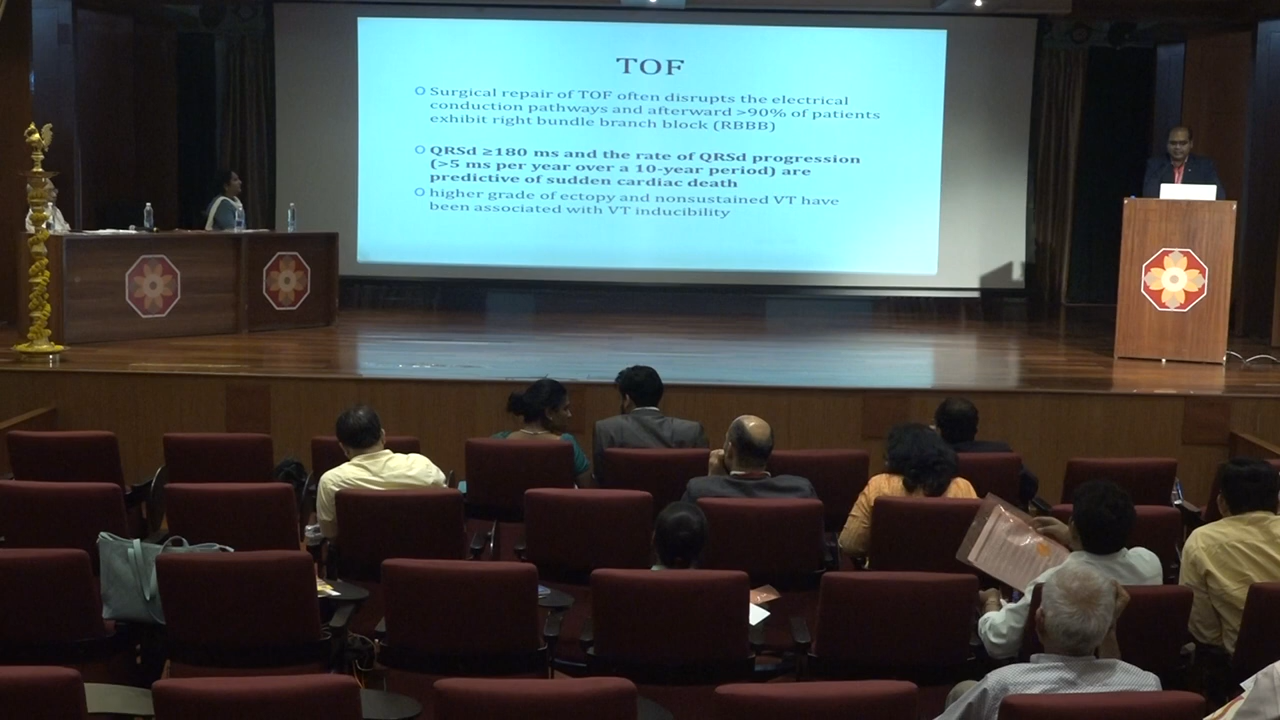 TOF
Surgical repair of TOF often disrupts the electrical
conduction pathways and afterward >90% of patients
exhibit right bundle branch block (RBBB)
QRSd ≥180 ms and the rate of QRSd progression
(>5 ms per year over a 10-year period) are
predictive of sudden cardiac death
higher grade of ectopy and nonsustained VT have
been associated with VT inducibility